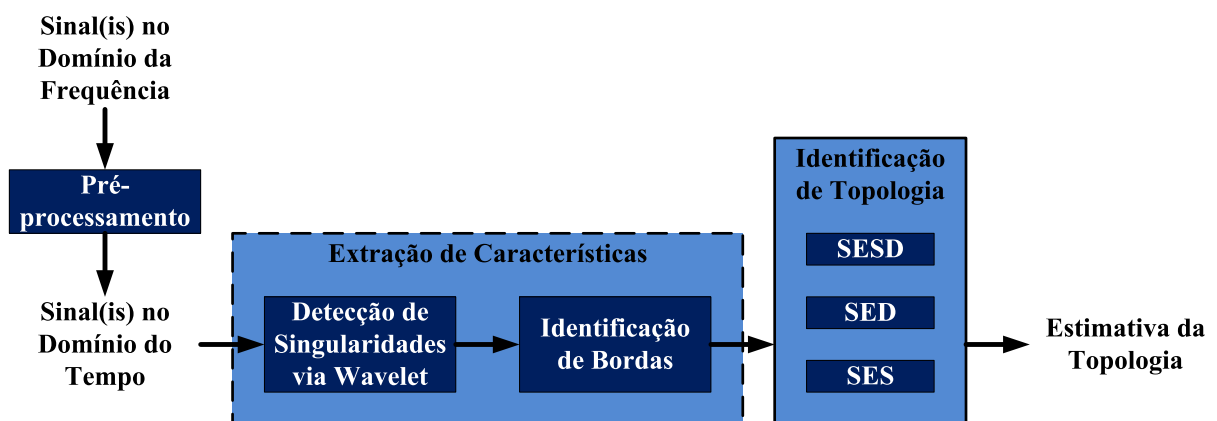 Sinal(is) no
Domínio da
Frequência
Pré-
processamento
Sinal(is) no
Domínio do
Tempo
Extração de Características
Detecção de
Singularidades
via Wavelet
Identificação
de Bordas
Identificação
de Topologia
SESD
SED
SES
Estimativa da
Topologia